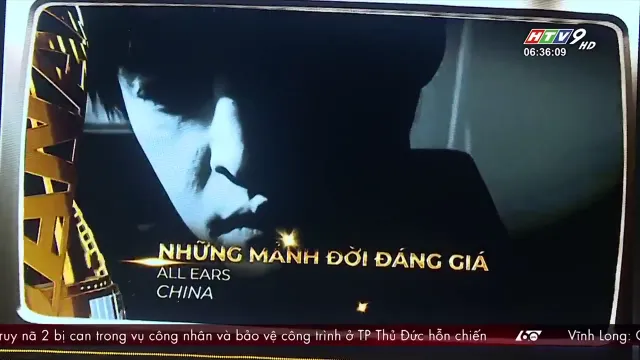 HTV9 HD
06:36:09
NHỮNG MẢNH ĐỜI ĐÁNG GIÁ
ALL EARS
CHINA
truy nã 2 bị can trong vụ công nhân và bảo vệ công trình ở TP Thủ Đức hỗn chiến
Vĩnh Long: